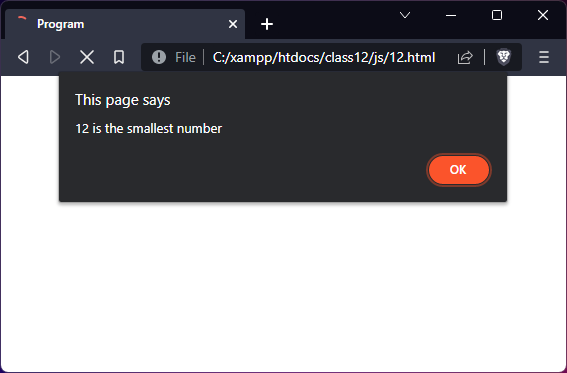 Program
File C:/xampp/htdocs/class12/js/12.html
This page says
12 is the smallest number
OK